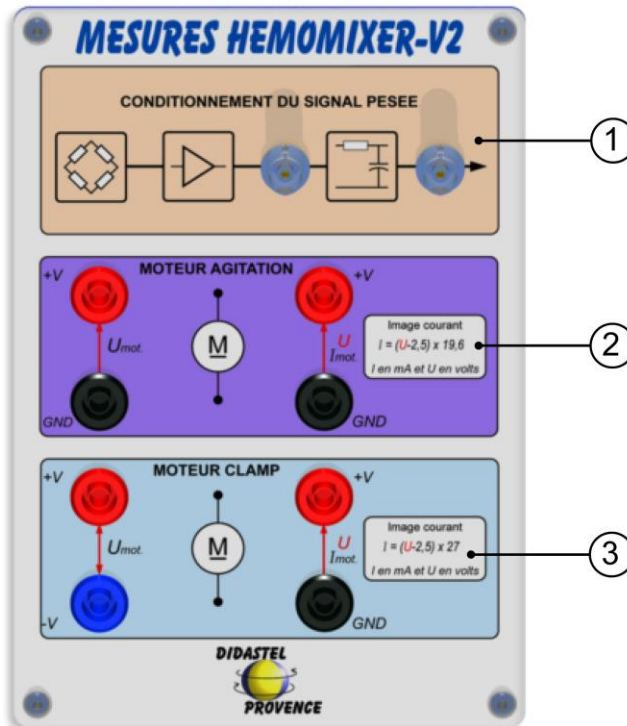 MESURES HEMOMIXER-V2
CONDITIONNEMENT DU SIGNAL PESEE
1
MOTEUR AGITATION
+V
+V
Umot.
M
U
Imot.
Image courant
I = (U-2,5) x 19,6
I en mA et U en volts
2
GND
GND
MOTEUR CLAMP
+V
+V
Umot.
M
U
Imot.
Image courant
I = (U-2,5) x 27
I en mA et U en volts
3
-V
GND
DIDASTEL
PROVENCE